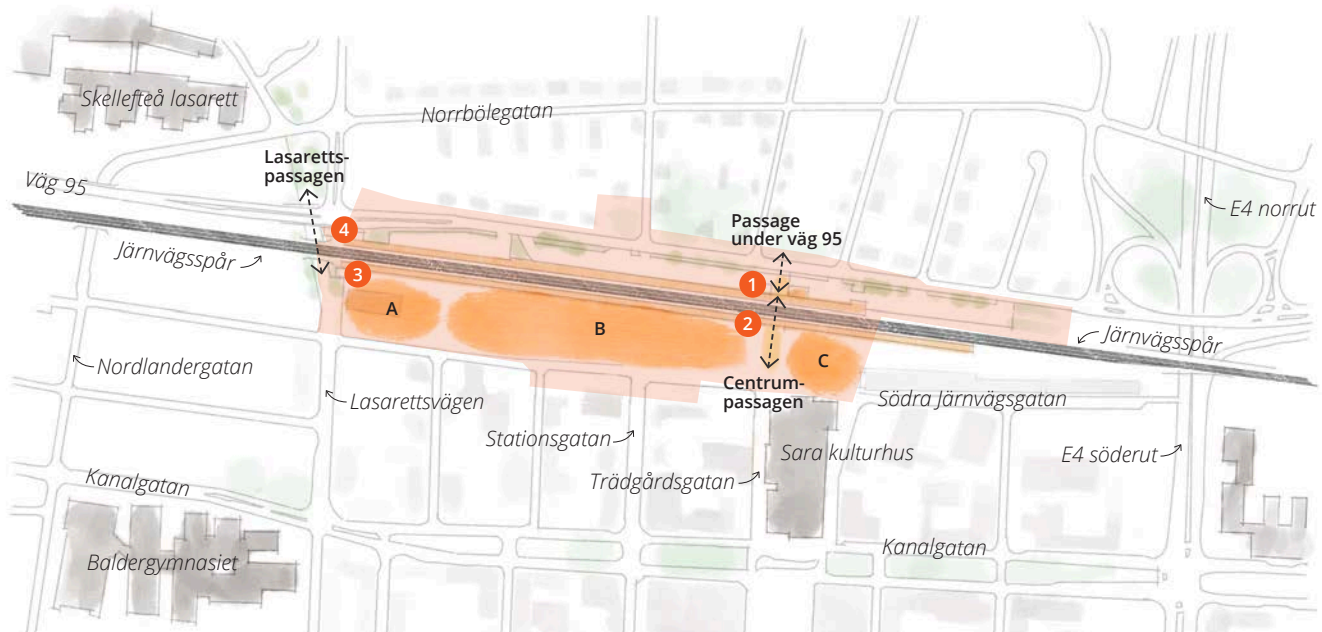 Skellefteå lasarett
Norrbölegatan
Lasaretts-
passagen
Väg 95
E4 norrut
Passage
under väg 95
4
Järnvägsspår
3
1
2
A
B
C
Järnvägsspår
Nordlandergatan
Centrum-
passagen
Lasarettsvägen
Södra Järnvägsgatan
Stationsgatan
Sara kulturhus
E4 söderut
Trädgårdsgatan
Kanalgatan
Kanalgatan
Baldergymnasiet